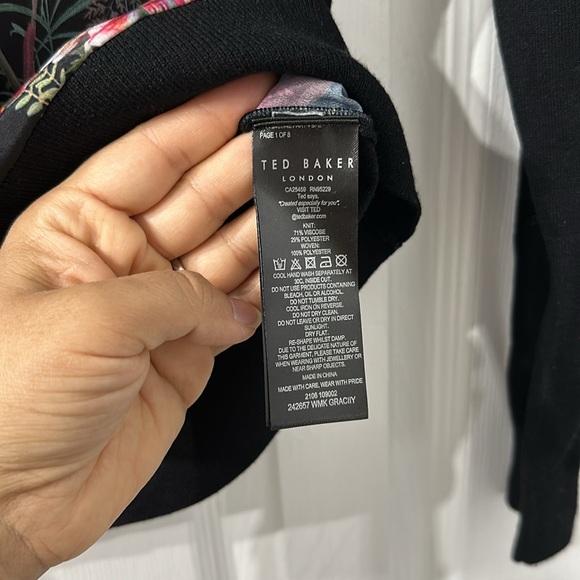 PAGE 1 OF 8
TED BAKER
LONDON
CA25459 RN95229
Ted says,
"Created especially for you".
VISIT TED
@tedbaker.com
KNIT:
71% VISCOSE
29% POLYESTER
WOVEN:
100% POLYESTER
COOL HAND WASH SEPARATELY AT
30C, INSIDE OUT.
DO NOT USE PRODUCTS CONTAINING
BLEACH, OIL OR ALCOHOL.
DO NOT TUMBLE DRY.
COOL IRON ON REVERSE.
DO NOT DRY CLEAN.
DO NOT LEAVE OR DRY IN DIRECT
SUNLIGHT.
DRY FLAT.
RE-SHAPE WHILST DAMP.
DUE TO THE DELICATE NATURE OF
THIS GARMENT, PLEASE TAKE CARE
WHEN WEARING WITH JEWELLERY OR
NEAR SHARP OBJECTS.
MADE IN CHINA
MADE WITH CARE, WEAR WITH PRIDE
2106 109002
242657 WMK GRACIIY